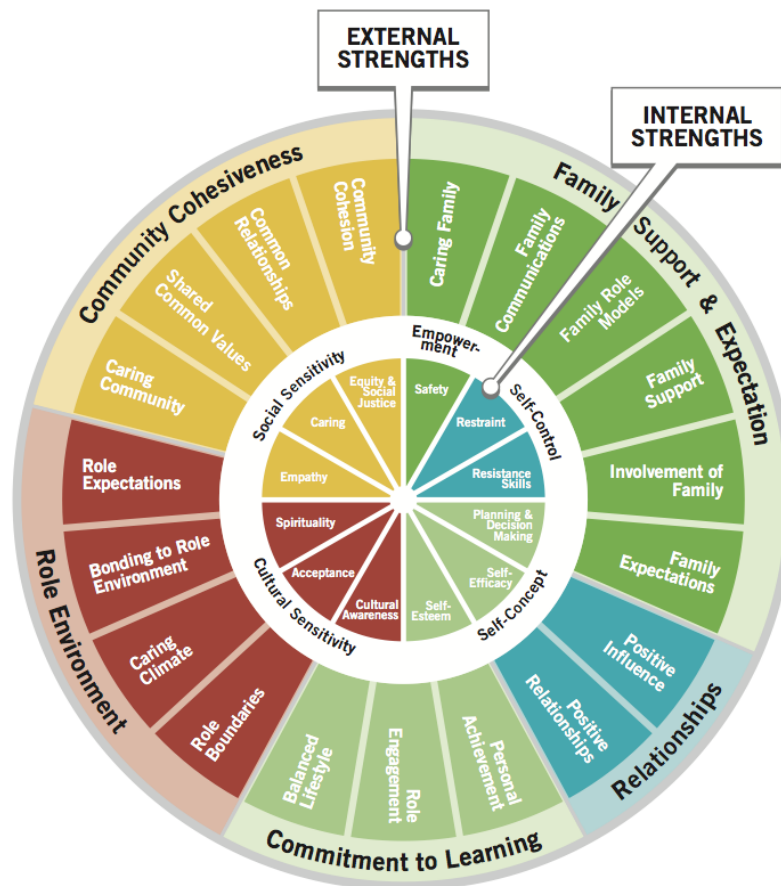 EXTERNAL
STRENGTHS
INTERNAL
STRENGTHS
Community Cohesiveness
Caring
Community
Shared
Common Values
Common
Relationships
Community
Cohesion
Family Support & Expectation
Caring Family
Family
Communications
Family Role
Models
Family
Support
Involvement of
Family
Family
Expectations
Relationships
Positive
Influence
Positive
Relationships
Commitment to Learning
Personal
Achievement
Role
Engagement
Balanced
Lifestyle
Role Environment
Role
Boundaries
Caring
Climate
Bonding to Role
Environment
Role
Expectations
Empower-
ment
Safety
Self-Control
Restraint
Resistance
Skills
Self-Concept
Planning &
Decision
Making
Self-
Efficacy
Self-
Esteem
Cultural Sensitivity
Cultural
Awareness
Acceptance
Spirituality
Social Sensitivity
Empathy
Caring
Equity &
Social
Justice